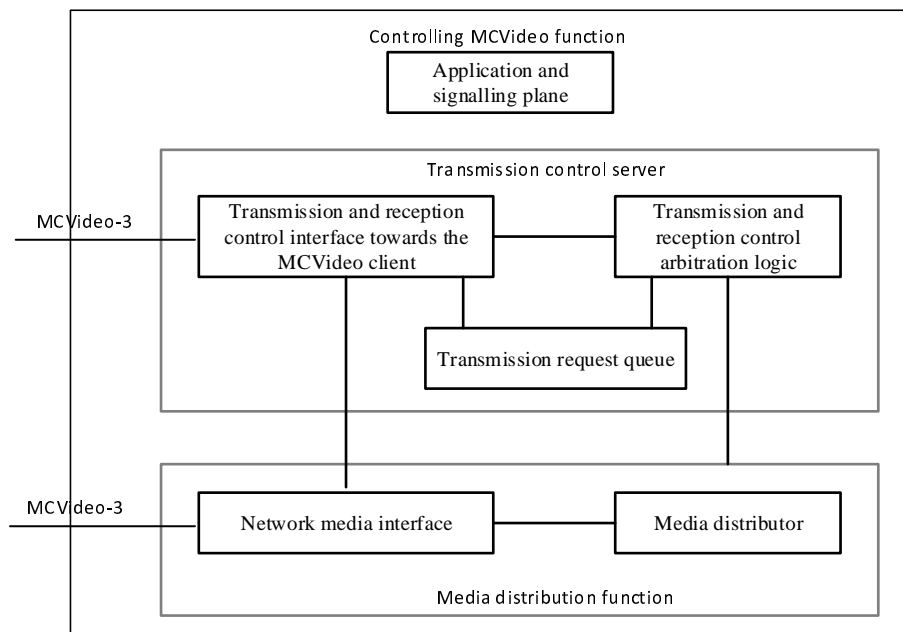 Controlling MCVideo function
Application and
signalling plane
Transmission control server
MCVideo-3
Transmission and reception
control interface towards the
MCVideo client
Transmission and
reception control
arbitration logic
Transmission request queue
MCVideo-3
Network media interface
Media distributor
Media distribution function